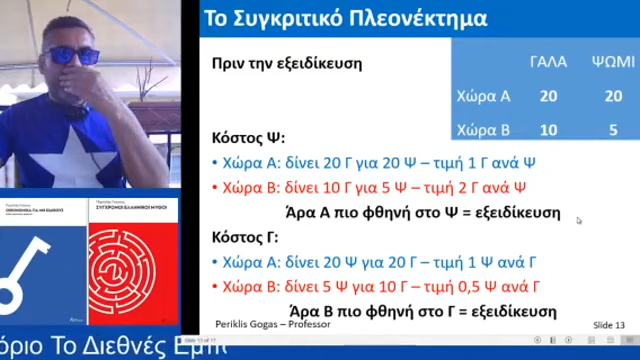 Το Συγκριτικό Πλεονέκτημα
Πριν την εξειδίκευση
ΓΑΛΑ ΨΩΜΙ
Χώρα Α 20 20
Χώρα Β 10 5
Κόστος Ψ:
• Χώρα Α: δίνει 20 Γ για 20 Ψ – τιμή 1 Γ ανά Ψ
• Χώρα Β: δίνει 10 Γ για 5 Ψ – τιμή 2 Γ ανά Ψ
Άρα Α πιο φθηνή στο Ψ = εξειδίκευση
Κόστος Γ:
• Χώρα Α: δίνει 20 Ψ για 20 Γ – τιμή 1 Ψ ανά Γ
• Χώρα Β: δίνει 5 Ψ για 10 Γ – τιμή 0,5 Ψ ανά Γ
Άρα Β πιο φθηνή στο Γ = εξειδίκευση
Periklis Gogas – Professor
Slide 13
ΟΙΚΟΝΟΜΙΚΑ ΓΙΑ ΜΗ ΕΙΔΙΚΟΥΣ
ΣΥΓΧΡΟΝΟΙ ΕΛΛΗΝΙΚΟΙ ΜΥΘΟΙ
όριο Το Διεθνές Εμπ